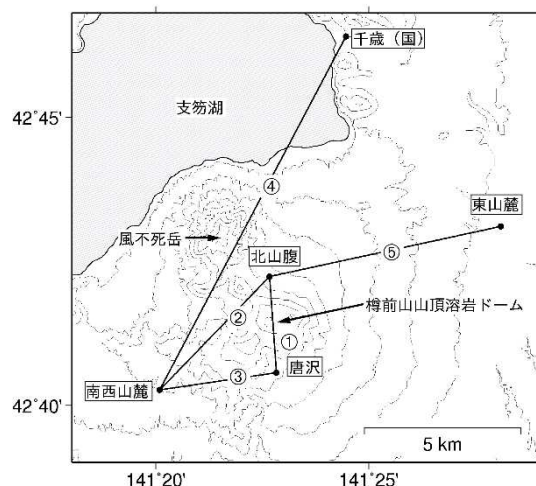 千歳（国）
42°45'
支笏湖
④
東山麓
風不死岳
北山腹
⑤
樽前山山頂溶岩ドーム
②
①
③
唐沢
南西山麓
42°40'
5 km
141°20'
141°25'